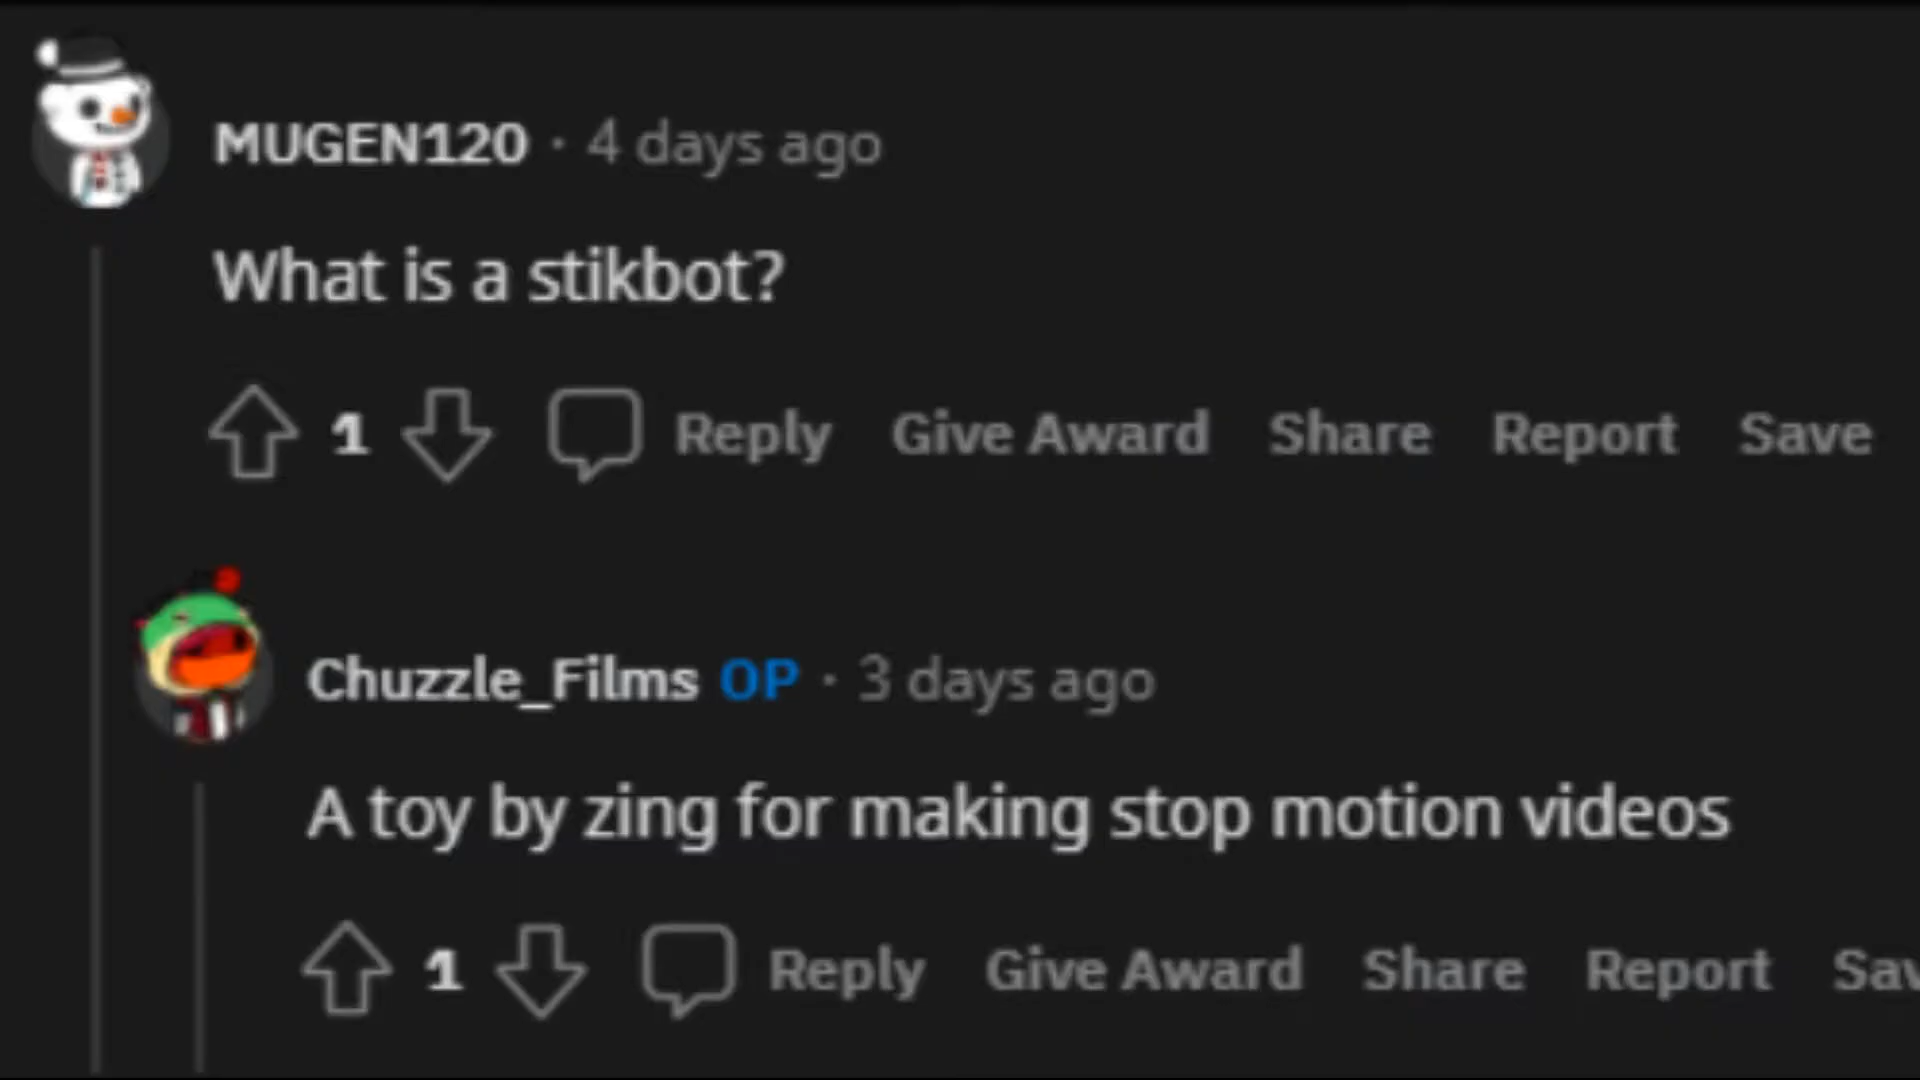 MUGEN120 · 4 days ago
What is a stikbot?
1 Reply Give Award Share Report Save
Chuzzle_Films OP · 3 days ago
A toy by zing for making stop motion videos
1 Reply Give Award Share Report Sav